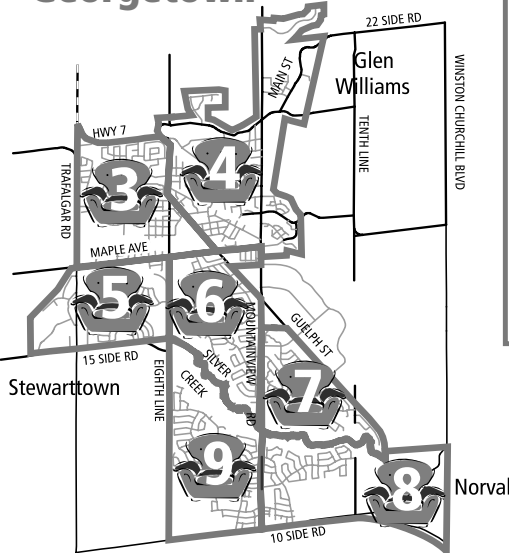 Georgetown
22 SIDE RD
MAIN ST
Glen
Williams
HWY 7
TENTH LINE
WINSTON CHURCHILL BLVD
TRAFALGAR RD
3
4
MAPLE AVE
5
6
MOUNTAINVIEW RD
GUELPH ST
15 SIDE RD
SILVER
CREEK
Stewarttown
EIGHTH LINE
7
9
8
Norval
10 SIDE RD